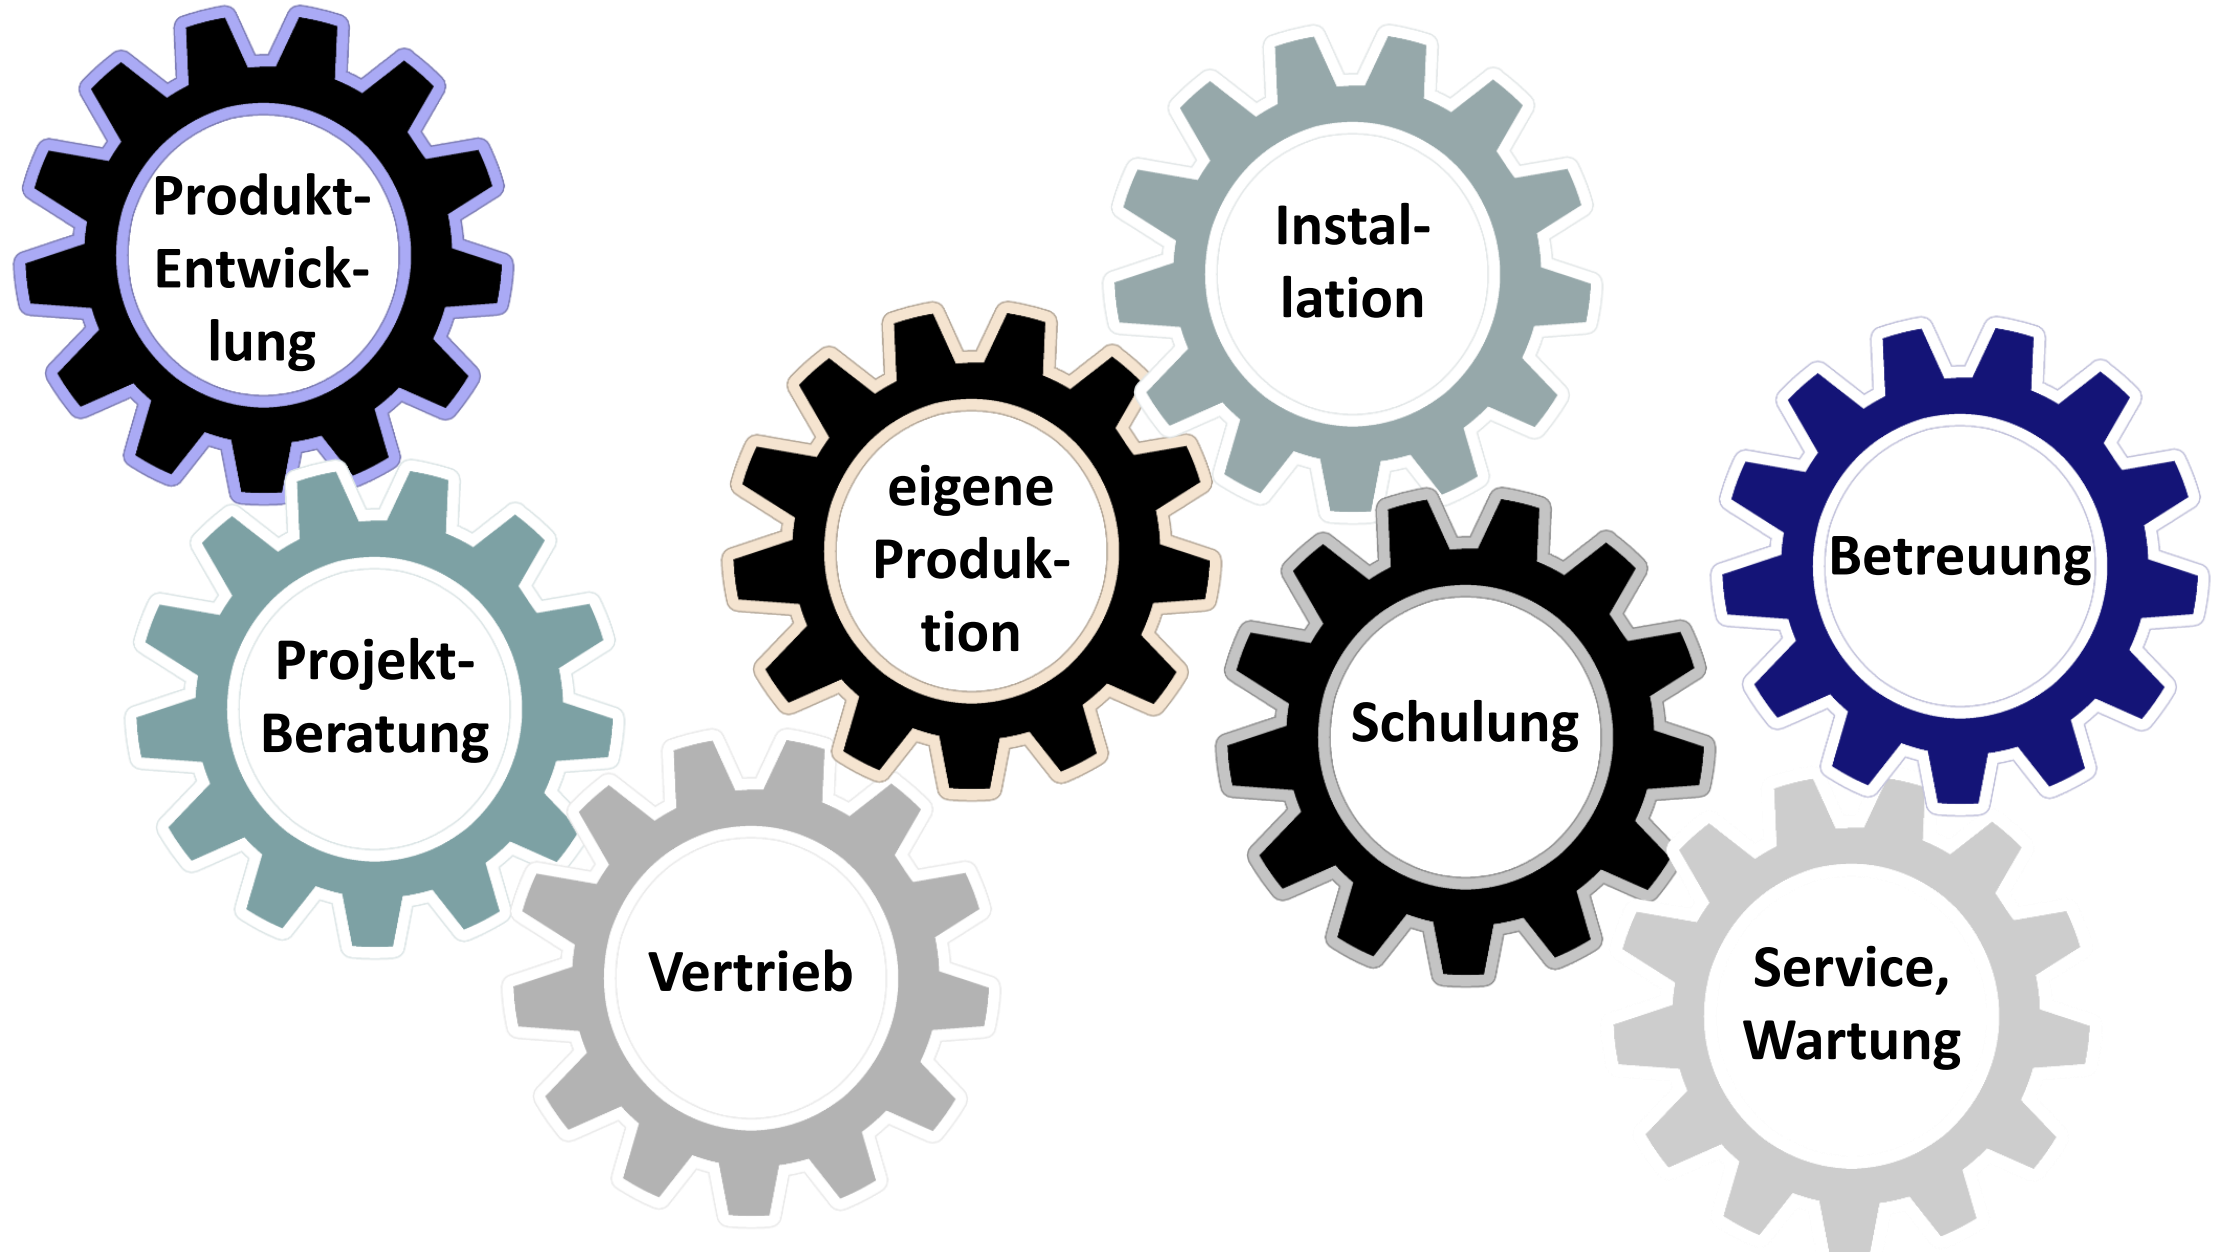 Produkt-
Entwick-
lung
Projekt-
Beratung
Vertrieb
eigene
Produk-
tion
Instal-
lation
Schulung
Service,
Wartung
Betreuung